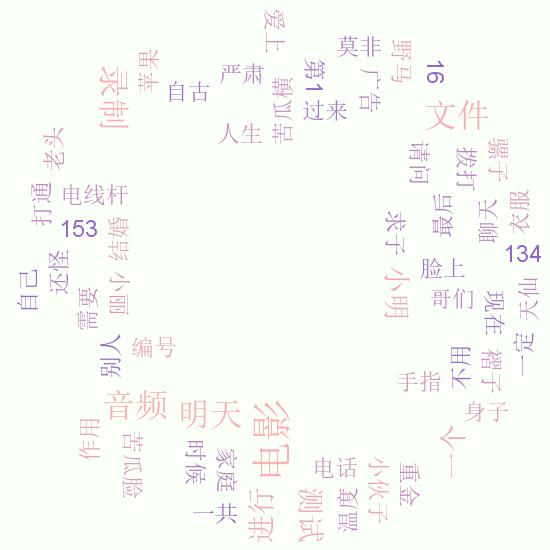 爱上
莫非
野马
苹果
严肃
第1
广告
16
录制
自古
苦瓜横
过来
文件
人生
老头
请问
拨打
骡子
打通
电线杆
最后
聊天
衣服
153
结婚
求子
134
还怪
脸上
自己
需要
小丽
小明
哥们
现在
天仙
别人
编号
不用
褶子
一定
手指
音频
明天
电影
身子
作用
苦瓜脸
时候
家庭
电话
小伙子
重金
一个
一共
进行
测试
温度